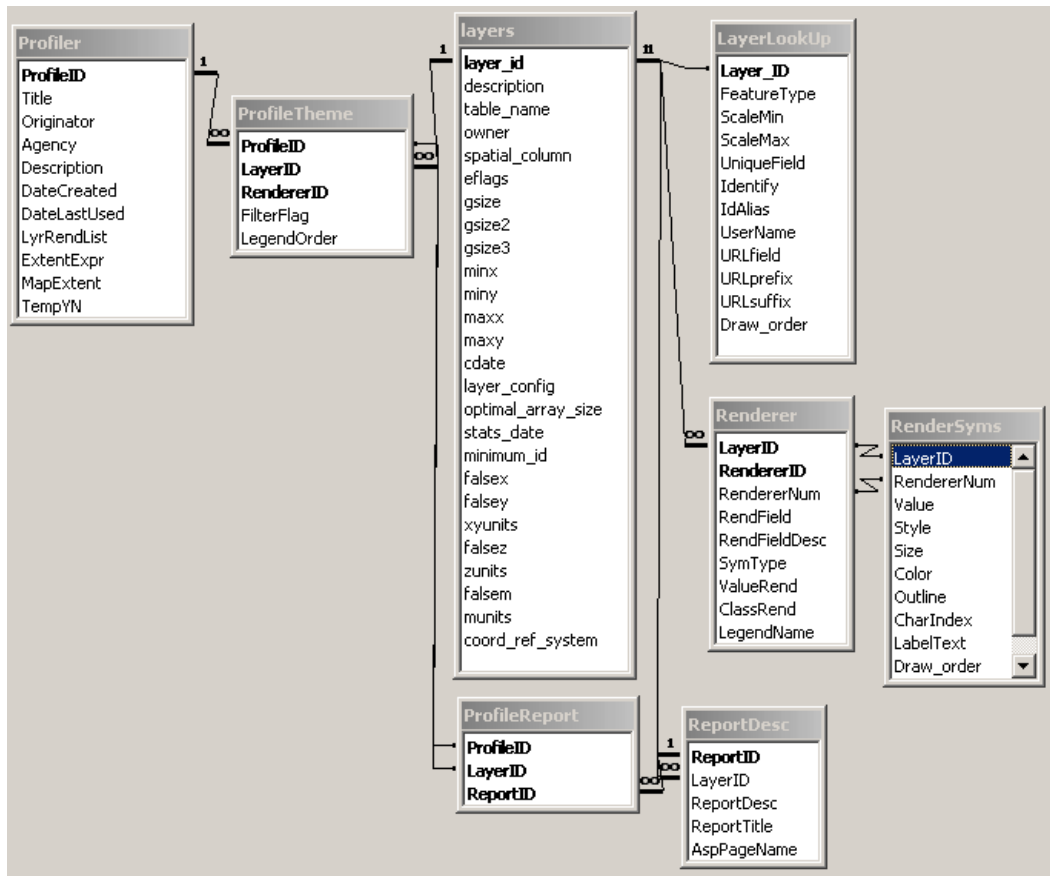 Profiler
ProfileID
Title
Originator
Agency
Description
DateCreated
DateLastUsed
LyrRendList
ExtentExpr
MapExtent
TempYN
1
∞
ProfileTheme
ProfileID
LayerID
RendererID
FilterFlag
LegendOrder
1
∞
layers
layer_id
description
table_name
owner
spatial_column
eflags
gsize
gsize2
gsize3
minx
miny
maxx
maxy
cdate
layer_config
optimal_array_size
stats_date
minimum_id
falsex
falsey
xyunits
falsez
zunits
falsem
munits
coord_ref_system
11
LayerLookUp
Layer_ID
FeatureType
ScaleMin
ScaleMax
UniqueField
Identify
IdAlias
UserName
URLfield
URLprefix
URLsuffix
Draw_order
∞
Renderer
LayerID
RendererID
RendererNum
RendField
RendFieldDesc
SymType
ValueRend
ClassRend
LegendName
RenderSyms
LayerID
RendererNum
Value
Style
Size
Color
Outline
CharIndex
LabelText
Draw_order
ProfileReport
ProfileID
LayerID
ReportID
∞
1
∞
ReportDesc
ReportID
LayerID
ReportDesc
ReportTitle
AspPageName